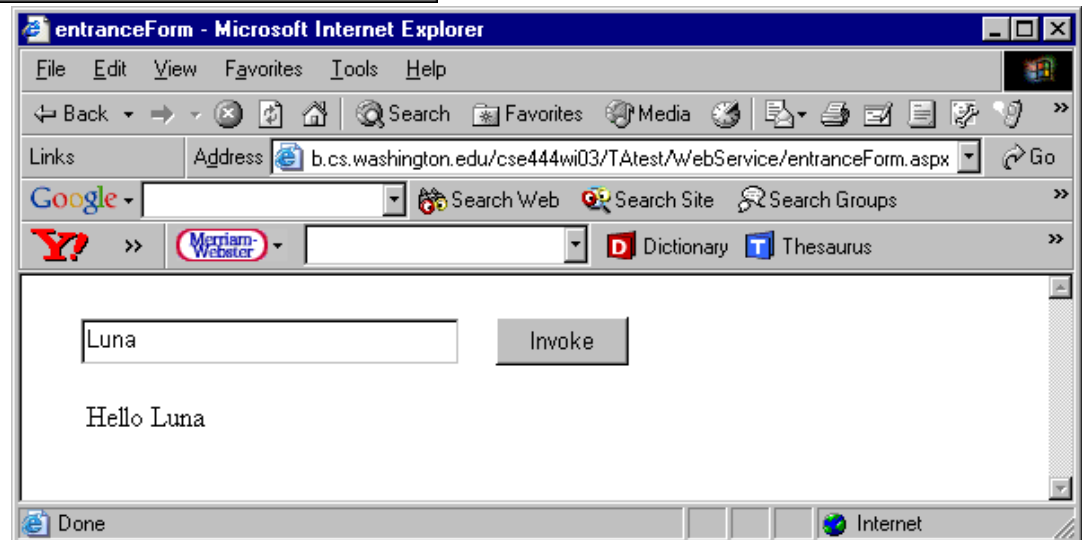 entranceForm - Microsoft Internet Explorer
File Edit View Favorites Tools Help
Back Search Favorites Media »
Links Address b.cs.washington.edu/cse444wi03/TAtest/WebService/entranceForm.aspx Go
Google Search Web Search Site Search Groups »
Y! » Merriam-Webster D Dictionary T Thesaurus »
Luna Invoke
Hello Luna
Done Internet